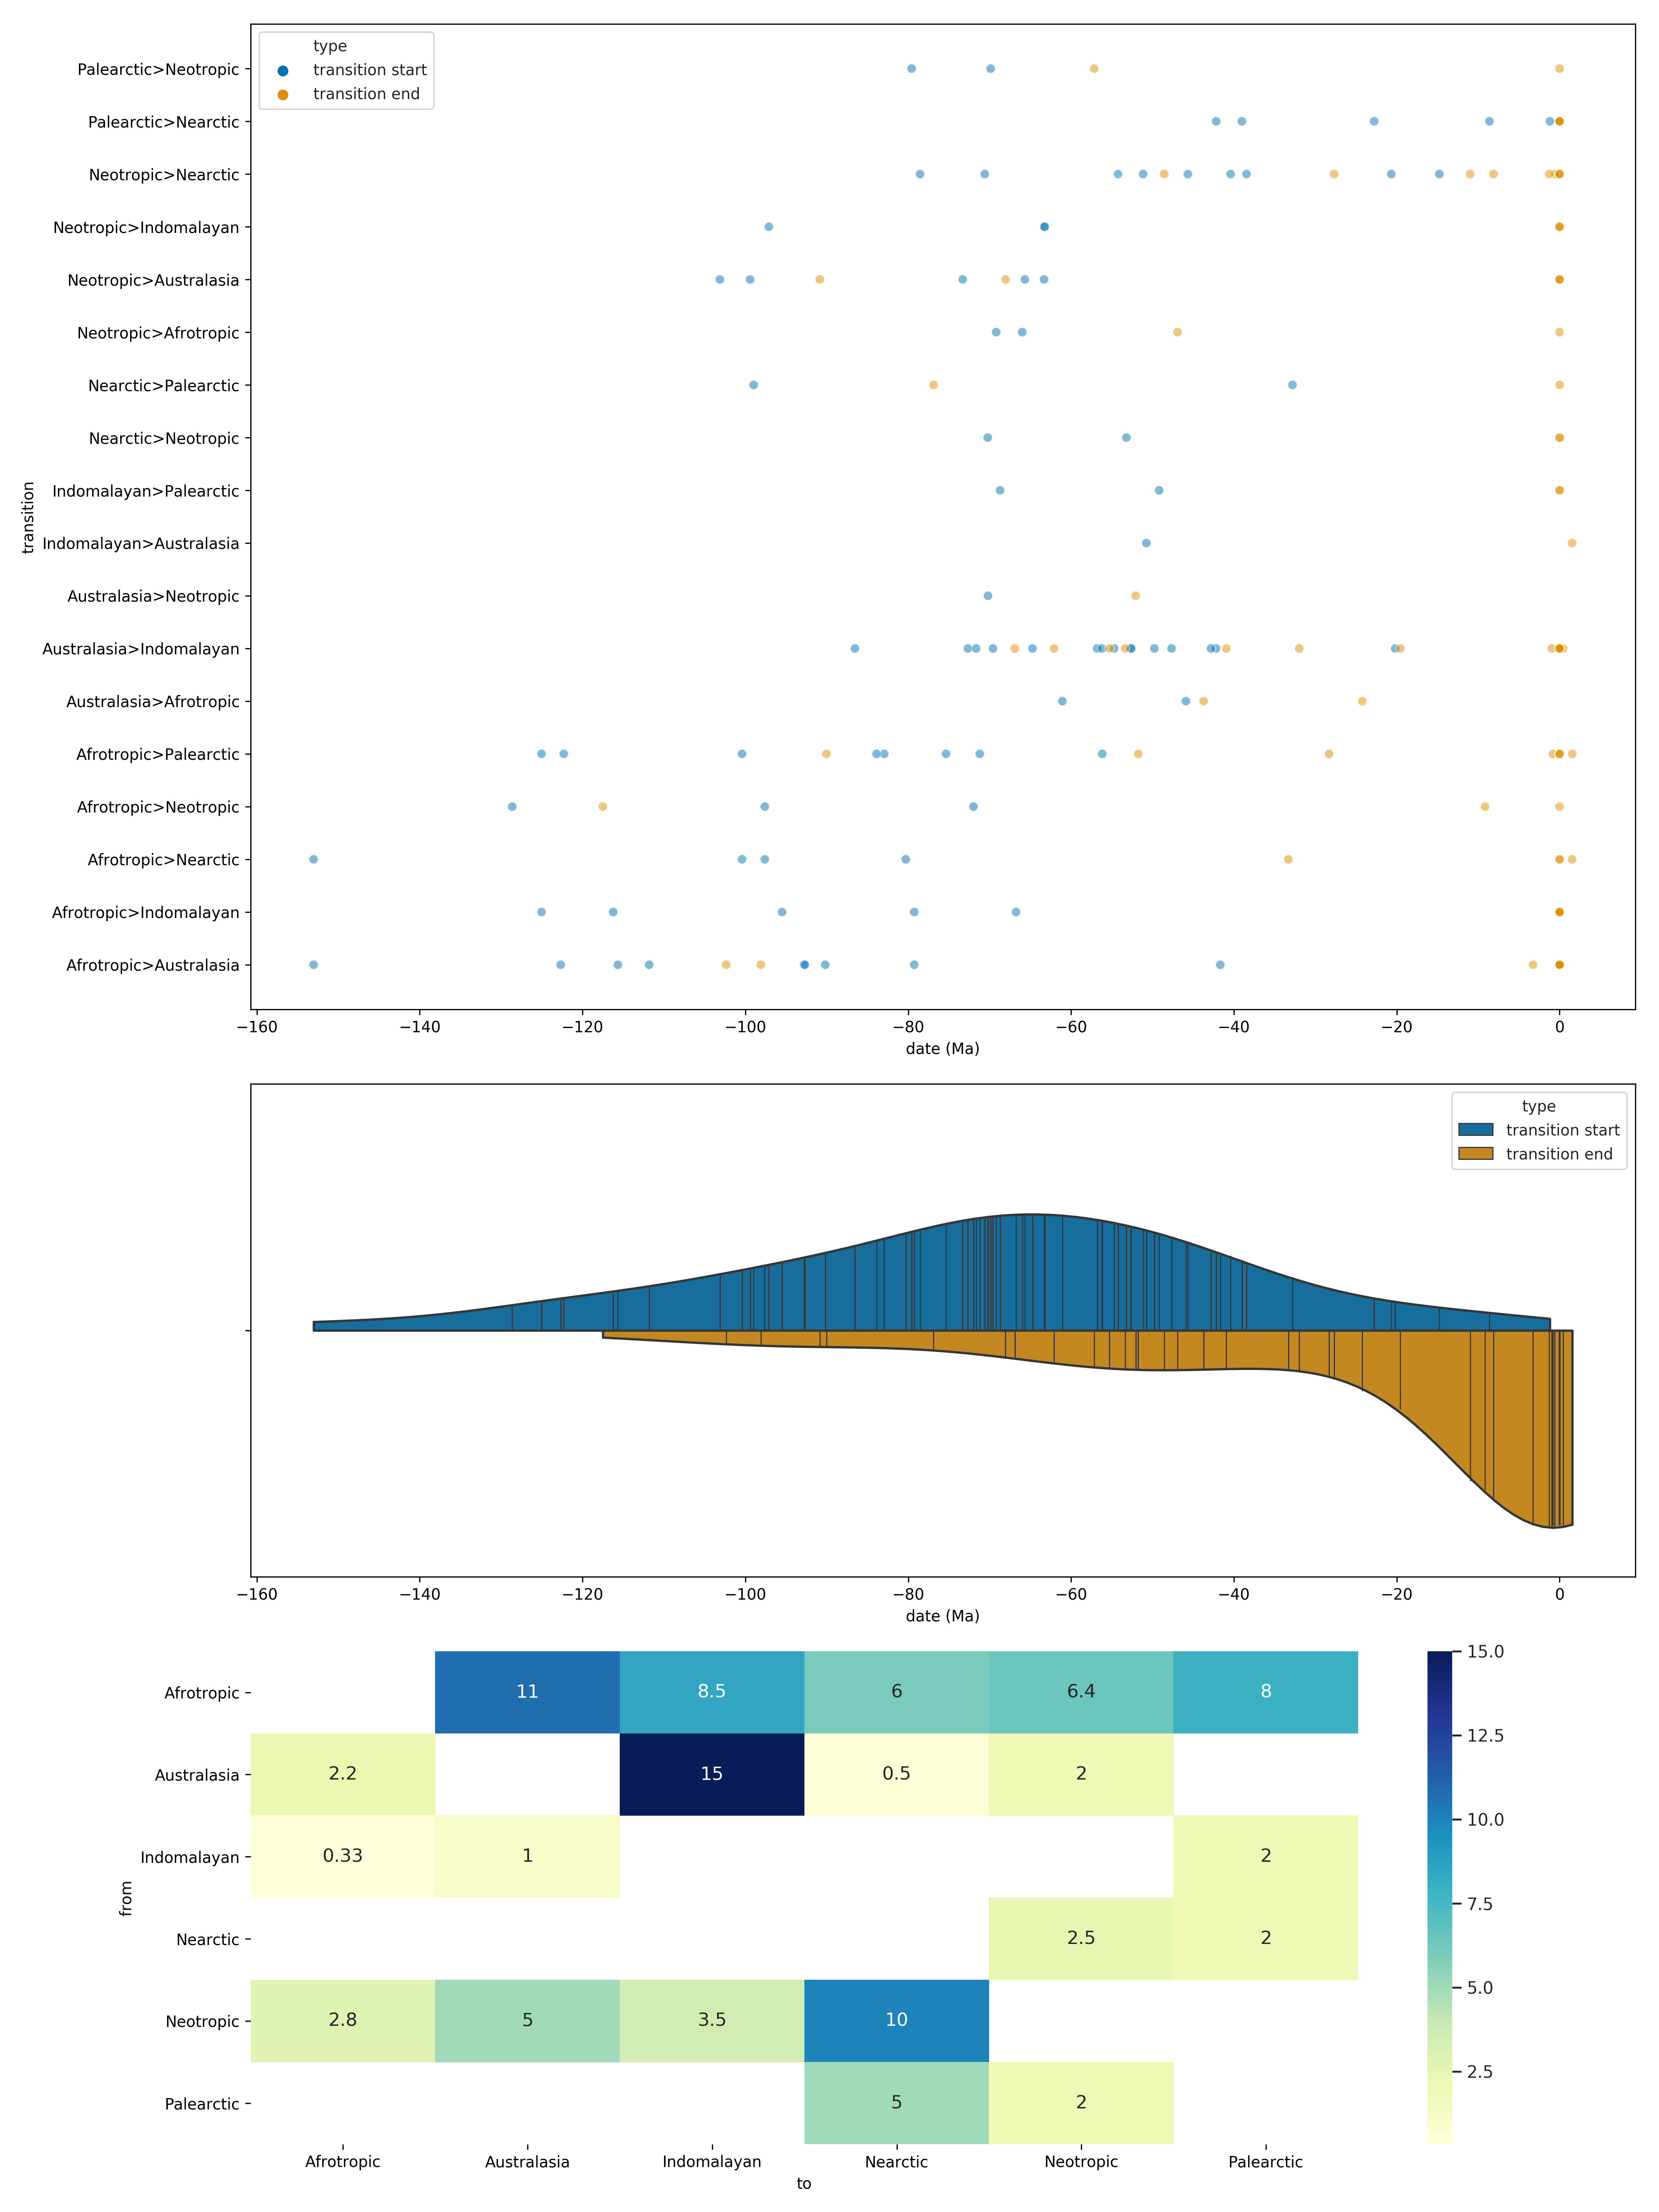 type
transition start
transition end
Palearctic>Neotropic
Palearctic>Nearctic
Neotropic>Nearctic
Neotropic>Indomalayan
Neotropic>Australasia
Neotropic>Afrotropic
Nearctic>Palearctic
Nearctic>Neotropic
Indomalayan>Palearctic
Indomalayan>Australasia
Australasia>Neotropic
Australasia>Indomalayan
Australasia>Afrotropic
Afrotropic>Palearctic
Afrotropic>Neotropic
Afrotropic>Nearctic
Afrotropic>Indomalayan
Afrotropic>Australasia
transition
−160 −140 −120 −100 −80 −60 −40 −20 0
date (Ma)
type
transition start
transition end
−160 −140 −120 −100 −80 −60 −40 −20 0
date (Ma)
Afrotropic 11 8.5 6 6.4 8
Australasia 2.2 15 0.5 2
Indomalayan 0.33 1 2
Nearctic 2.5 2
Neotropic 2.8 5 3.5 10
Palearctic 5 2
from
Afrotropic Australasia Indomalayan Nearctic Neotropic Palearctic
to
15.0
12.5
10.0
7.5
5.0
2.5